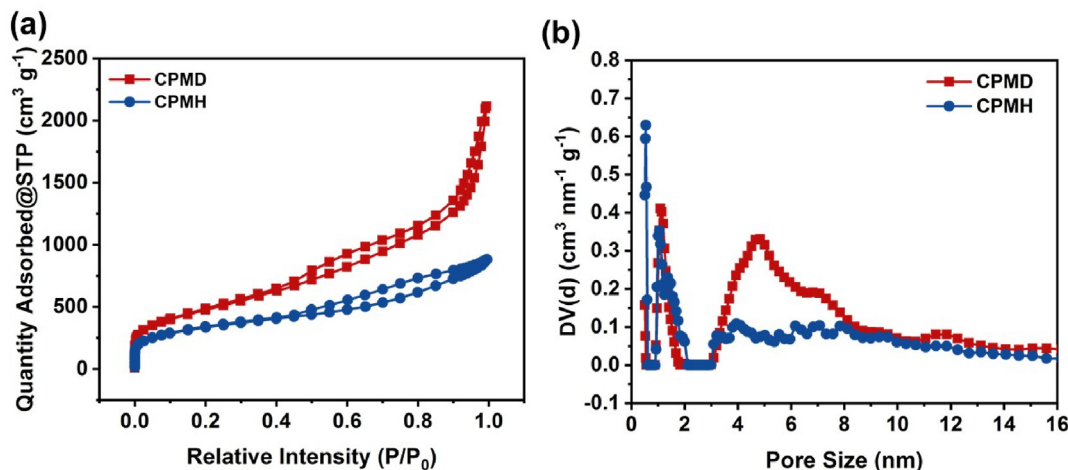 (a)
2500
2000
1500
1000
500
0
CPMD
CPMH
Quantity Adsorbed@STP (cm³ g⁻¹)
0.0 0.2 0.4 0.6 0.8 1.0
Relative Intensity (P/P₀)
(b)
0.8
0.7
0.6
0.5
0.4
0.3
0.2
0.1
0.0
-0.1
CPMD
CPMH
DV(d) (cm³ nm⁻¹ g⁻¹)
0 2 4 6 8 10 12 14 16
Pore Size (nm)